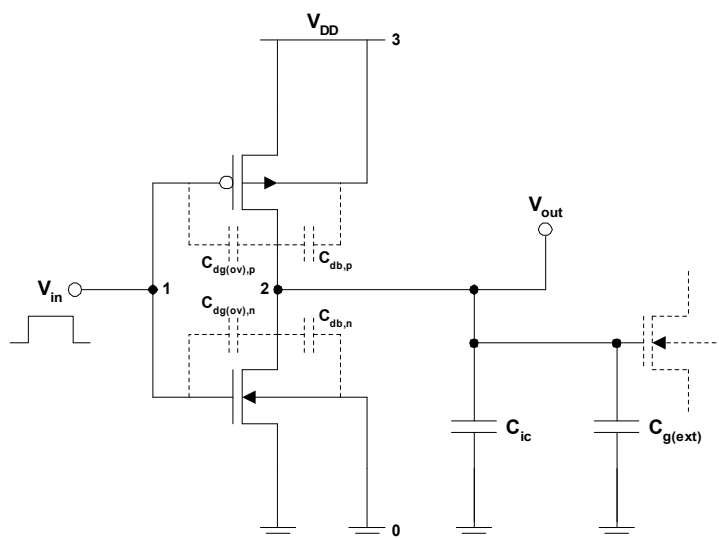 V_DD
3
V_out
C_dg(ov),p
C_db,p
V_in
1
2
C_dg(ov),n
C_db,n
C_ic
C_g(ext)
0